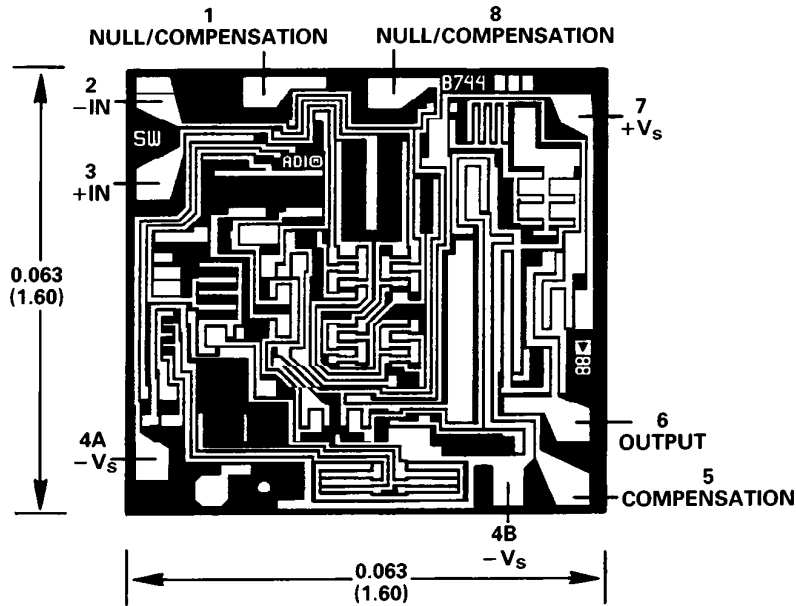 1
NULL/COMPENSATION
8
NULL/COMPENSATION
B744
2
–IN
7
+VS
SW
ADI®
3
+IN
0.063
(1.60)
88
4A
–VS
6
OUTPUT
5
COMPENSATION
4B
–VS
0.063
(1.60)